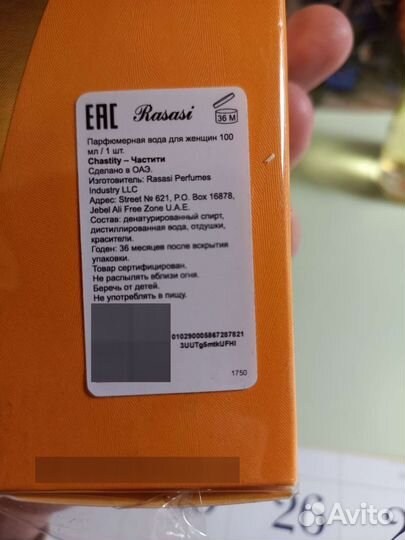 EAC Rasasi 36 M
Парфюмерная вода для женщин 100
мл / 1 шт.
Chastity – Частити
Сделано в ОАЭ.
Изготовитель: Rasasi Perfumes
Industry LLC
Адрес: Street № 621, P.O. Box 16878,
Jebel Ali Free Zone U.A.E.
Состав: денатурированный спирт,
дистиллированная вода, отдушки,
красители.
Годен: 36 месяцев после вскрытия
упаковки.
Товар сертифицирован.
Не распылять вблизи огня.
Беречь от детей.
Не употреблять в пищу.
010290005867287621
3UUTg5mtkUFHI
1750
26
Avito